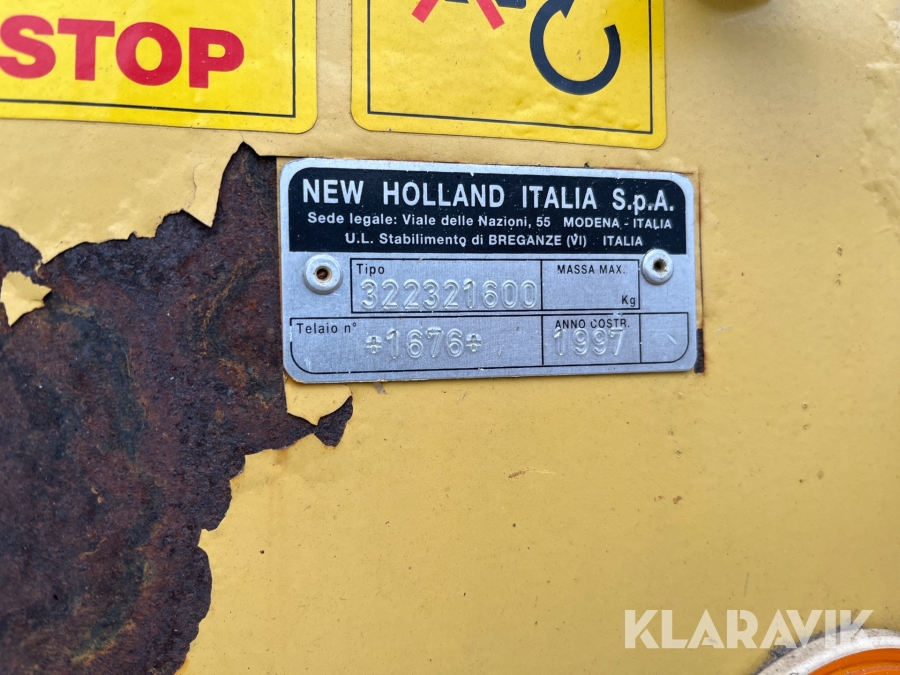 STOP
NEW HOLLAND ITALIA S.p.A.
Sede legale: Viale delle Nazioni, 55 MODENA - ITALIA
U.L. Stabilimento di BREGANZE (VI) ITALIA
Tipo
322321600
MASSA MAX.
Kg
Telaio n°
*1676*
ANNO COSTR.
1997
KLARAVIK